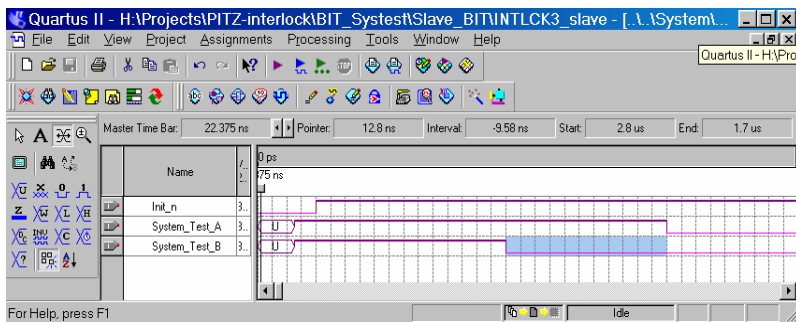 Quartus II - H:\Projects\PITZ-interlock\BIT_Systest\Slave_BIT\INTLCK3_slave - [..\..\System\...
File Edit View Project Assignments Processing Tools Window Help
Quartus II - H:\Pro
Master Time Bar: 22.375 ns Pointer: 12.8 ns Interval: -9.58 ns Start: 2.8 us End: 1.7 us
A
0 ps
Name
375 ns
Init_n B..
System_Test_A B.. U
System_Test_B B.. U
For Help, press F1 Idle